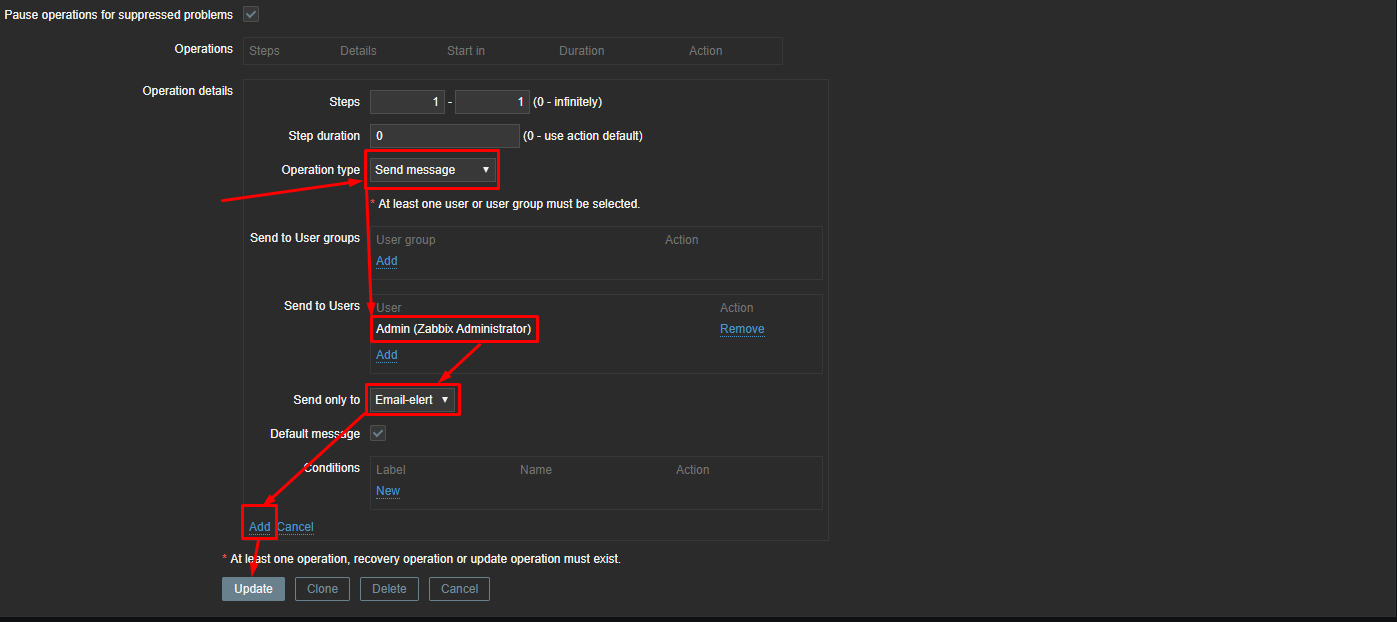 Pause operations for suppressed problems
Operations Steps Details Start in Duration Action
Operation details
Steps 1 - 1 (0 - infinitely)
Step duration 0 (0 - use action default)
Operation type Send message
* At least one user or user group must be selected.
Send to User groups User group Action
Add
Send to Users User Action
Admin (Zabbix Administrator) Remove
Add
Send only to Email-elert
Default message
Conditions Label Name Action
New
Add Cancel
* At least one operation, recovery operation or update operation must exist.
Update Clone Delete Cancel